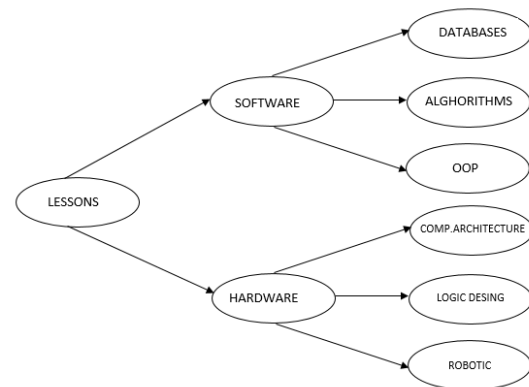 DATABASES
SOFTWARE
ALGHORITHMS
OOP
LESSONS
COMP.ARCHITECTURE
HARDWARE
LOGIC DESING
ROBOTIC